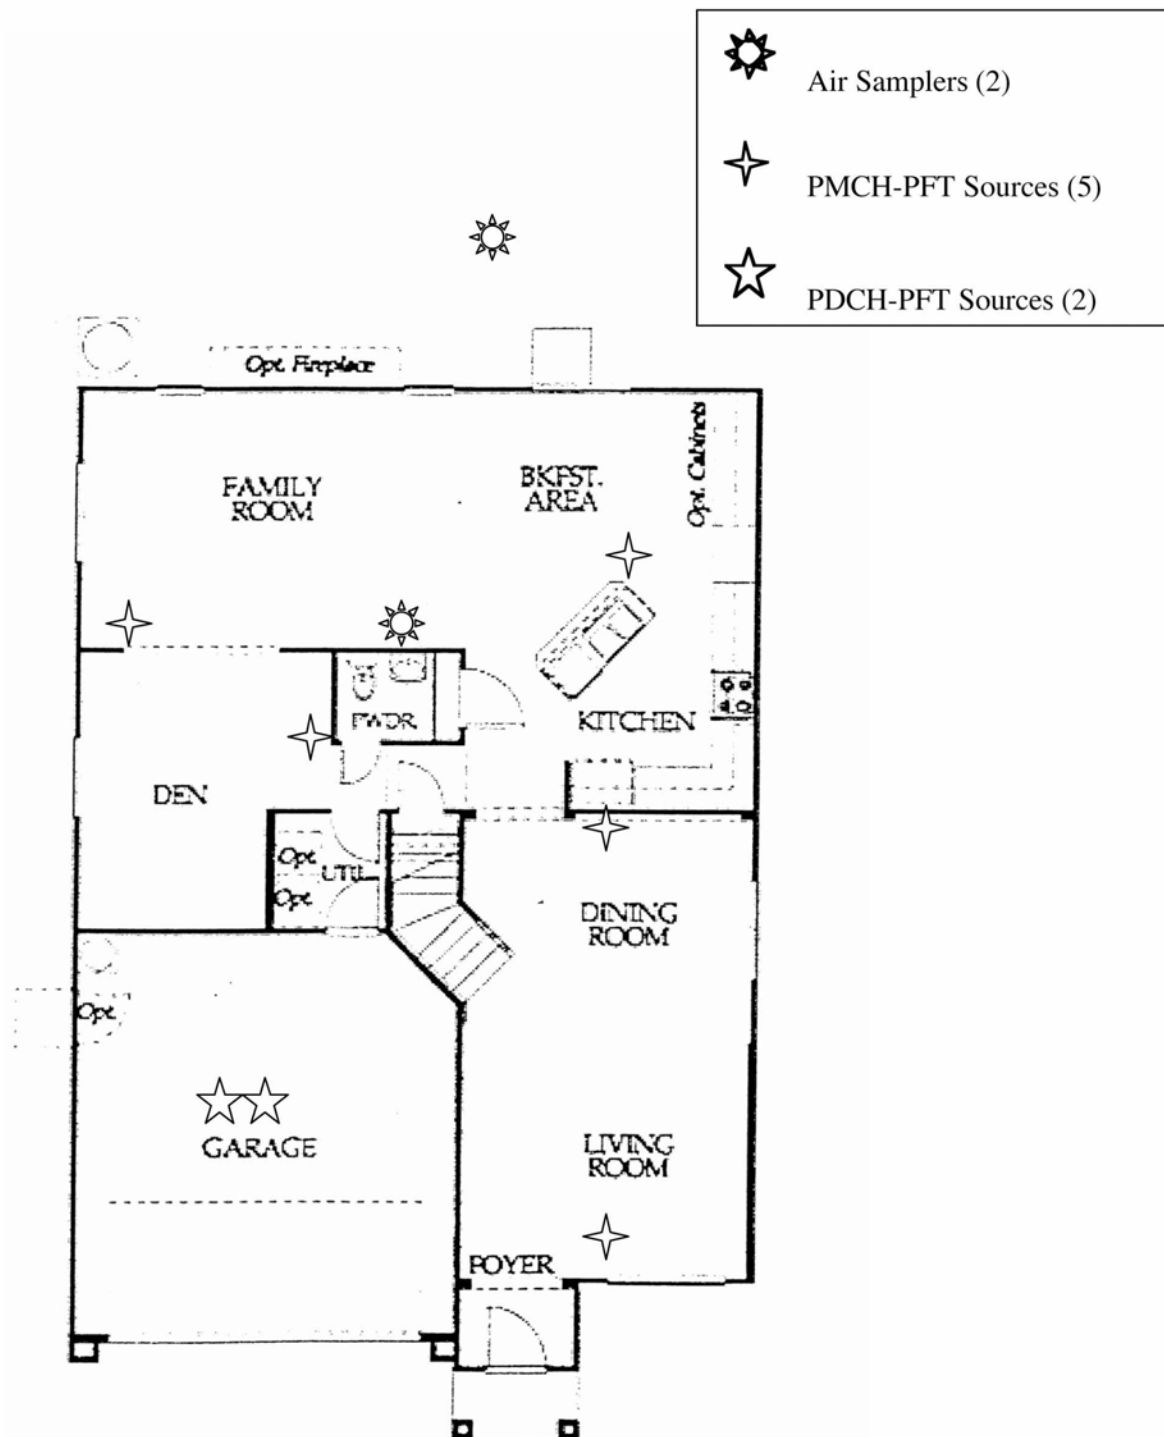 Air Samplers (2)
PMCH-PFT Sources (5)
PDCH-PFT Sources (2)
Opt. Fireplace
Opt. Cabinets
FAMILY
ROOM
BKFST.
AREA
KITCHEN
PWDR.
DEN
Opt
UTIL
Opt
DINING
ROOM
Opt
GARAGE
LIVING
ROOM
FOYER